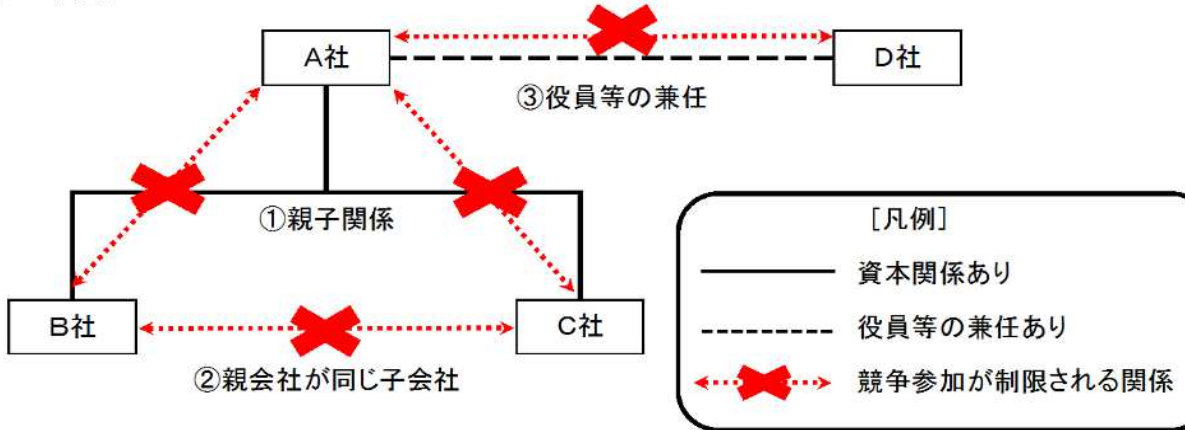 A社
D社
③役員等の兼任
①親子関係
B社
C社
②親会社が同じ子会社
[凡例]
資本関係あり
役員等の兼任あり
競争参加が制限される関係